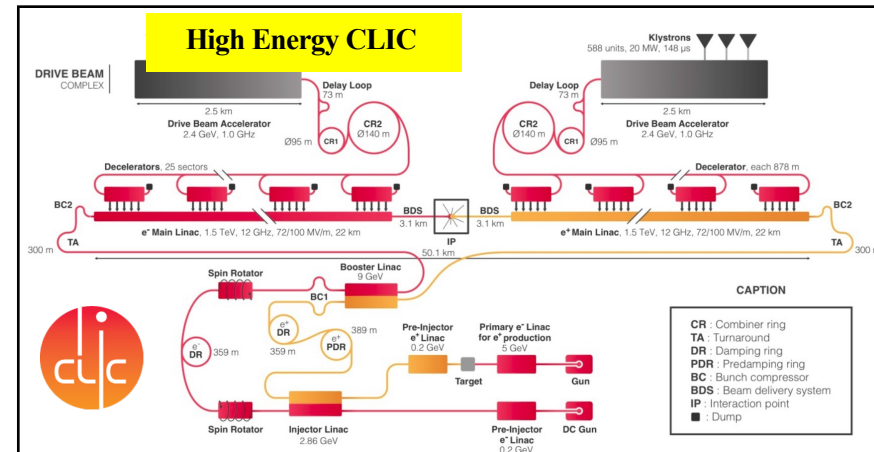 High Energy CLIC
Klystrons
588 units, 20 MW, 148 µs
DRIVE BEAM
COMPLEX
Delay Loop
73 m
Delay Loop
73 m
2.5 km
Drive Beam Accelerator
2.4 GeV, 1.0 GHz
CR2
Ø140 m
CR1
Ø95 m
CR2
Ø140 m
CR1
Ø95 m
2.5 km
Drive Beam Accelerator
2.4 GeV, 1.0 GHz
Decelerators, 25 sectors
Decelerator, each 878 m
BC2
BDS
3.1 km
BDS
3.1 km
BC2
e⁻ Main Linac, 1.5 TeV, 12 GHz, 72/100 MV/m, 22 km
IP
e⁺ Main Linac, 1.5 TeV, 12 GHz, 72/100 MV/m, 22 km
TA
300 m
50.1 km
TA
300 m
Booster Linac
9 GeV
Spin Rotator
BC1
e⁻
DR
359 m
e⁺
DR
359 m
e⁺
PDR
389 m
Pre-Injector
e⁺ Linac
0.2 GeV
Primary e⁻ Linac
for e⁺ production
5 GeV
Target
Gun
Spin Rotator
Injector Linac
2.86 GeV
Pre-Injector
e⁻ Linac
0.2 GeV
DC Gun
clic
CAPTION
CR : Combiner ring
TA : Turnaround
DR : Damping ring
PDR : Predamping ring
BC : Bunch compressor
BDS : Beam delivery system
IP : Interaction point
: Dump